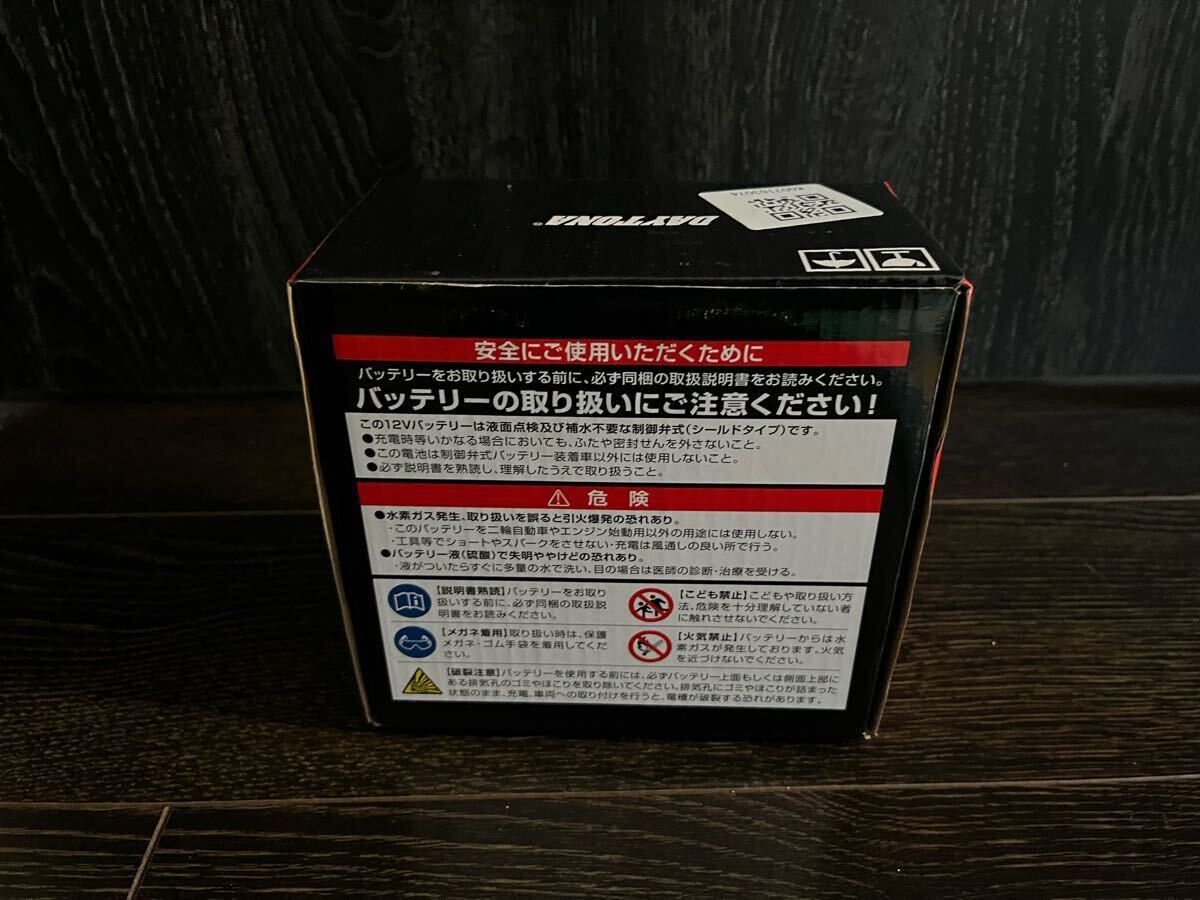 K007163074
DAYTONA®
安全にご使用いただくために
バッテリーをお取り扱いする前に、必ず同梱の取扱説明書をお読みください。
バッテリーの取り扱いにご注意ください!
この12Vバッテリーは液面点検及び補水不要な制御弁式(シールドタイプ)です。
●充電時等いかなる場合においても、ふたや密封せんを外さないこと。
●この電池は制御弁式バッテリー装着車以外には使用しないこと。
●必ず説明書を熟読し、理解したうえで取り扱うこと。
⚠ 危 険
●水素ガス発生、取り扱いを誤ると引火爆発の恐れあり。
・このバッテリーを二輪自動車やエンジン始動用以外の用途には使用しない。
・工具等でショートやスパークをさせない・充電は風通しの良い所で行う。
●バッテリー液(硫酸)で失明ややけどの恐れあり。
・液がついたらすぐに多量の水で洗い、目の場合は医師の診断・治療を受ける。
【説明書熟読】バッテリーをお取り
扱いする前に、必ず同梱の取扱説
明書をお読みください。
【こども禁止】こどもや取り扱い方
法、危険を十分理解していない者
に触れさせないでください。
【メガネ着用】取り扱い時は、保護
メガネ・ゴム手袋を着用してくだ
さい。
【火気禁止】バッテリーからは水
素ガスが発生しております。火気
を近づけないでください。
【破裂注意】バッテリーを使用する前には、必ずバッテリー上面もしくは側面上部に
ある排気孔のゴミやほこりを取り除いてください。排気孔にゴミやほこりが詰まった
状態のまま、充電、車両への取り付けを行うと、電槽が破裂する恐れがあります。